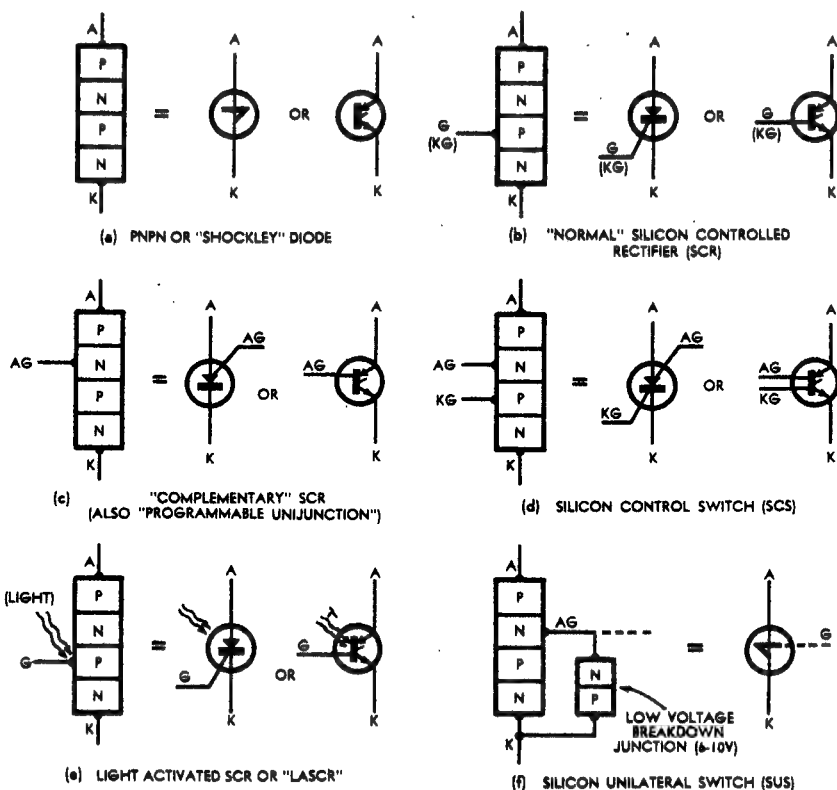 A
P
N
P
N
K
=
A
K
OR
A
K
(a) PNPN OR "SHOCKLEY" DIODE
A
P
N
P
N
K
G
(KG)
=
A
G
(KG)
K
OR
A
G
(KG)
K
(b) "NORMAL" SILICON CONTROLLED
RECTIFIER (SCR)
A
P
N
P
N
K
AG
=
A
AG
K
OR
A
AG
K
(c) "COMPLEMENTARY" SCR
(ALSO "PROGRAMMABLE UNIJUNCTION")
A
P
N
P
N
K
AG
KG
=
A
AG
KG
K
OR
A
AG
KG
K
(d) SILICON CONTROL SWITCH (SCS)
A
(LIGHT)
P
N
P
N
G
K
=
A
G
K
OR
A
G
K
(e) LIGHT ACTIVATED SCR OR "LASCR"
A
P
N
P
N
K
AG
N
P
LOW VOLTAGE
BREAKDOWN
JUNCTION (6-10V)
=
A
G
K
(f) SILICON UNILATERAL SWITCH (SUS)